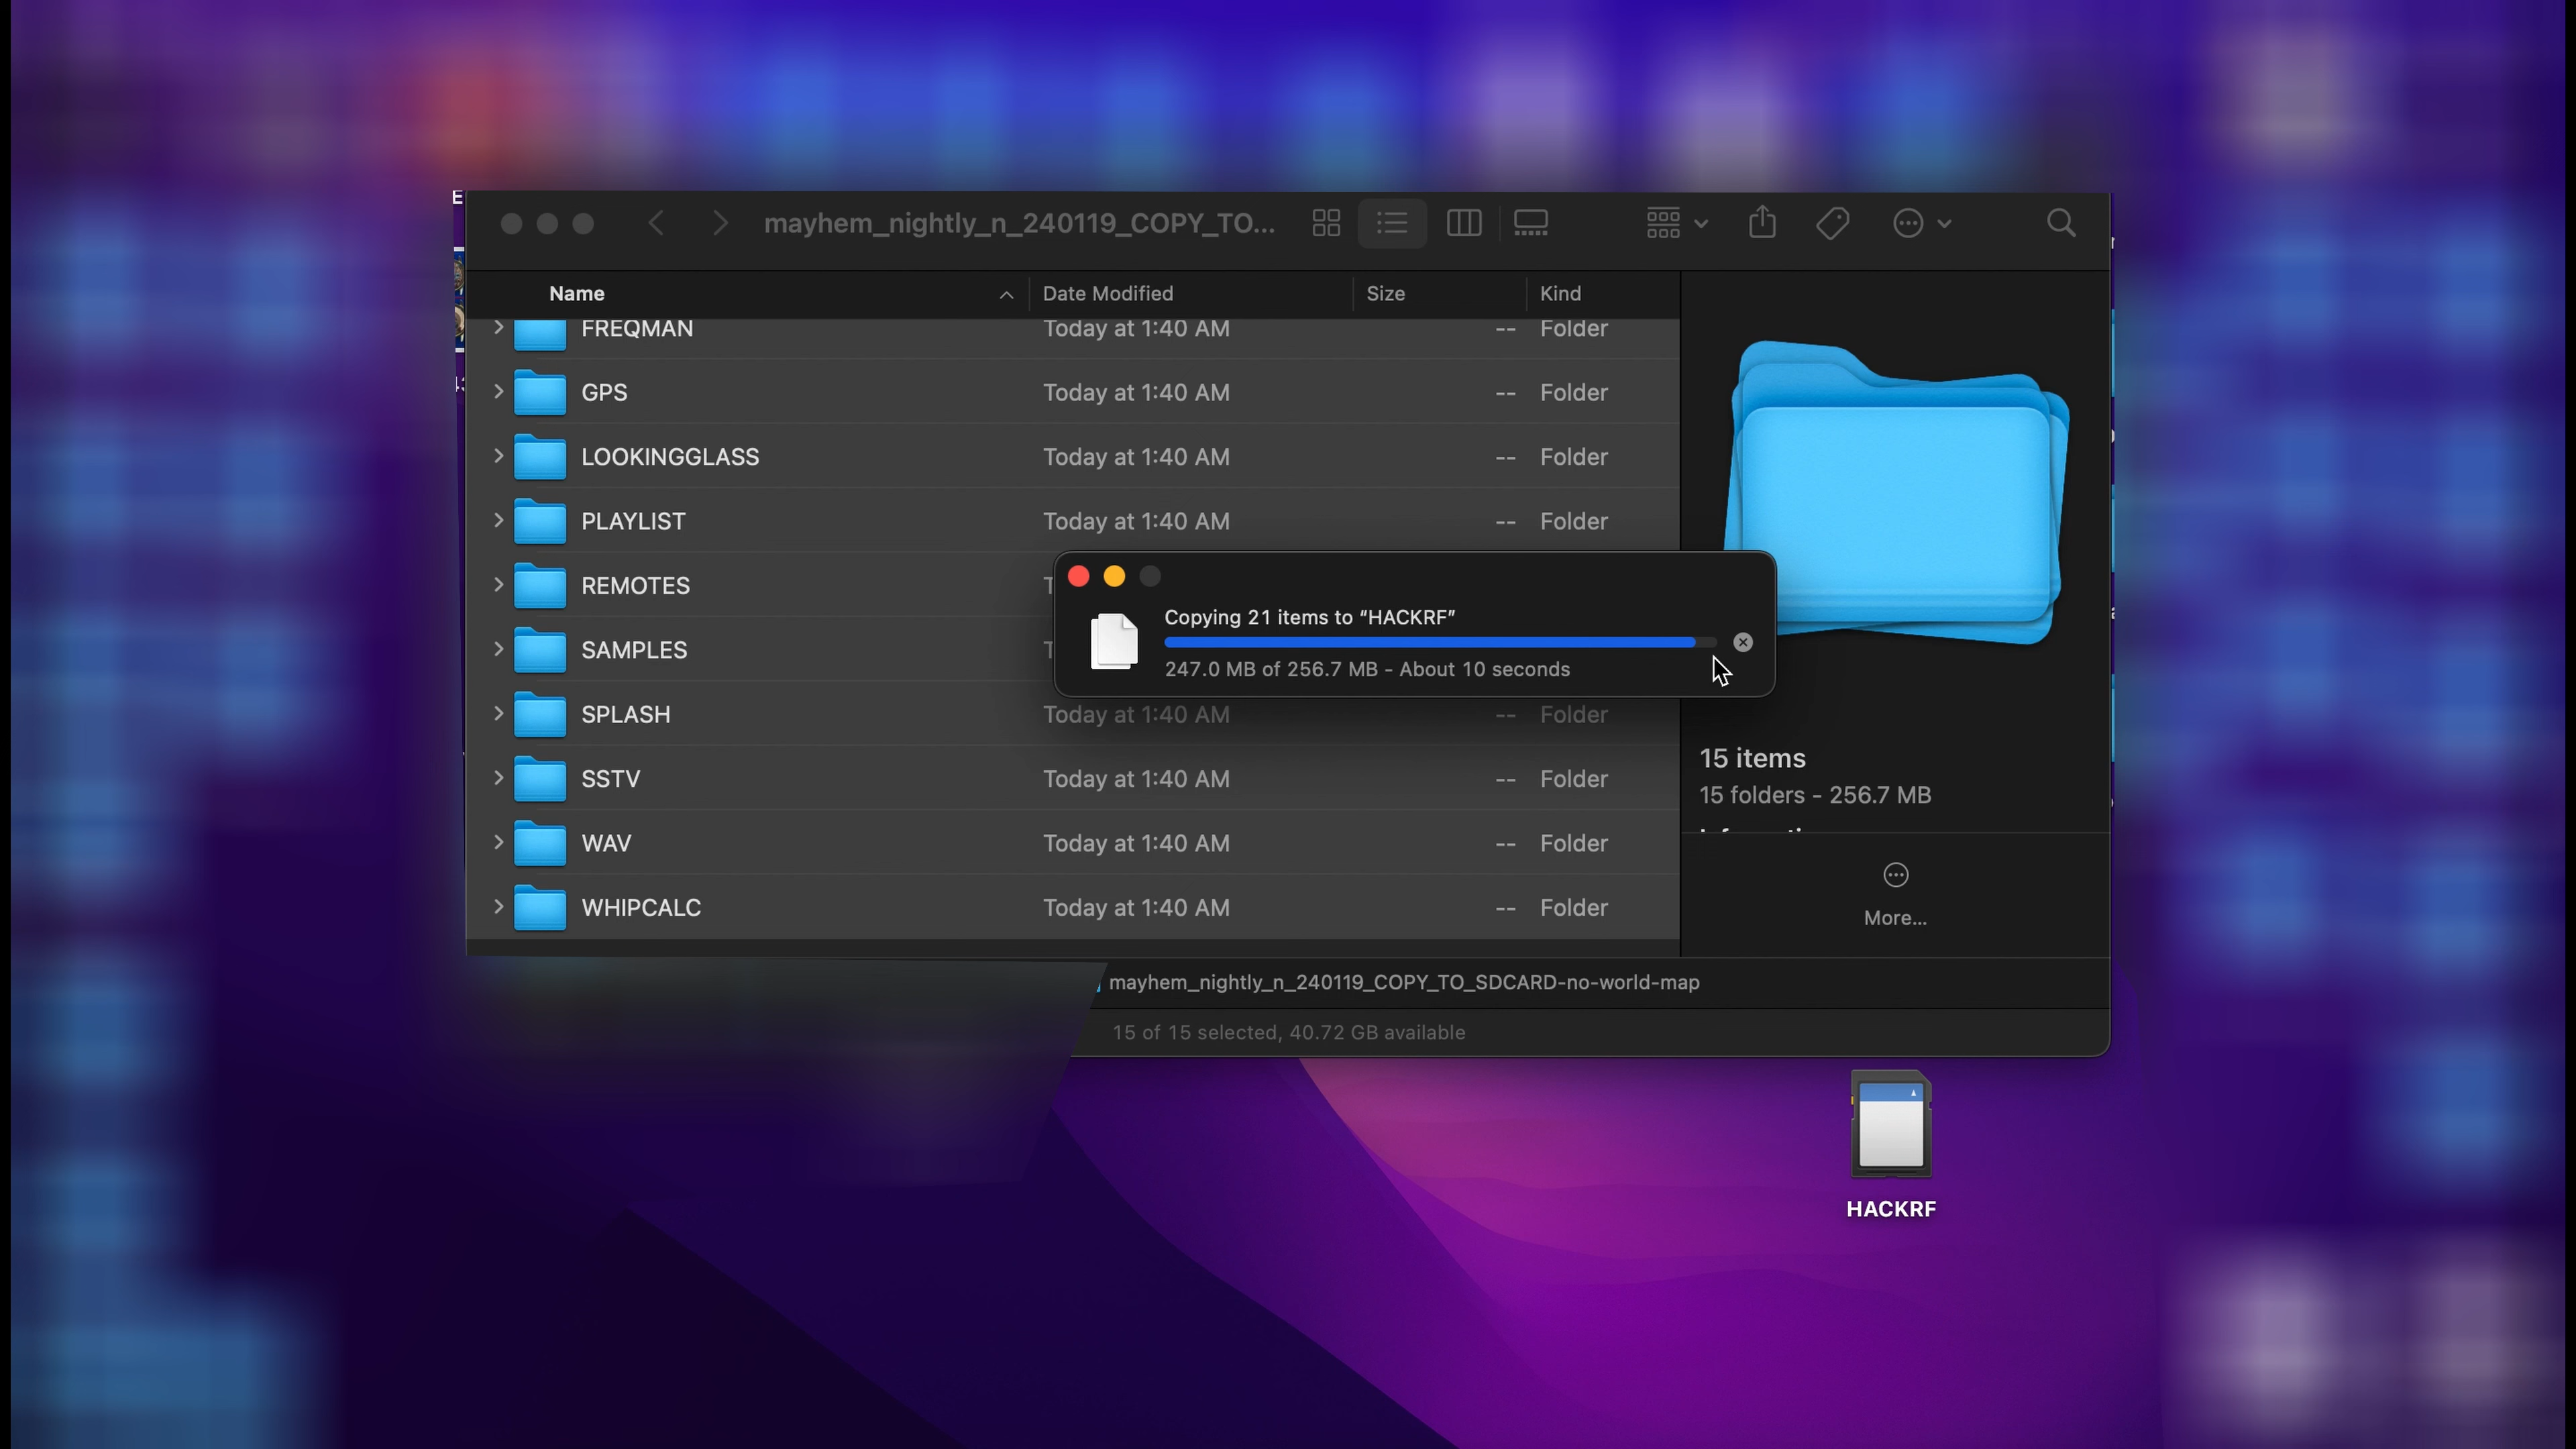 E
mayhem_nightly_n_240119_COPY_TO...
Name Date Modified Size Kind
FREQMAN Today at 1:40 AM -- Folder
GPS Today at 1:40 AM -- Folder
LOOKINGGLASS Today at 1:40 AM -- Folder
PLAYLIST Today at 1:40 AM -- Folder
REMOTES T
SAMPLES T
SPLASH Today at 1:40 AM -- Folder
SSTV Today at 1:40 AM -- Folder
WAV Today at 1:40 AM -- Folder
WHIPCALC Today at 1:40 AM -- Folder
Copying 21 items to “HACKRF”
247.0 MB of 256.7 MB - About 10 seconds
15 items
15 folders - 256.7 MB
More...
mayhem_nightly_n_240119_COPY_TO_SDCARD-no-world-map
15 of 15 selected, 40.72 GB available
HACKRF